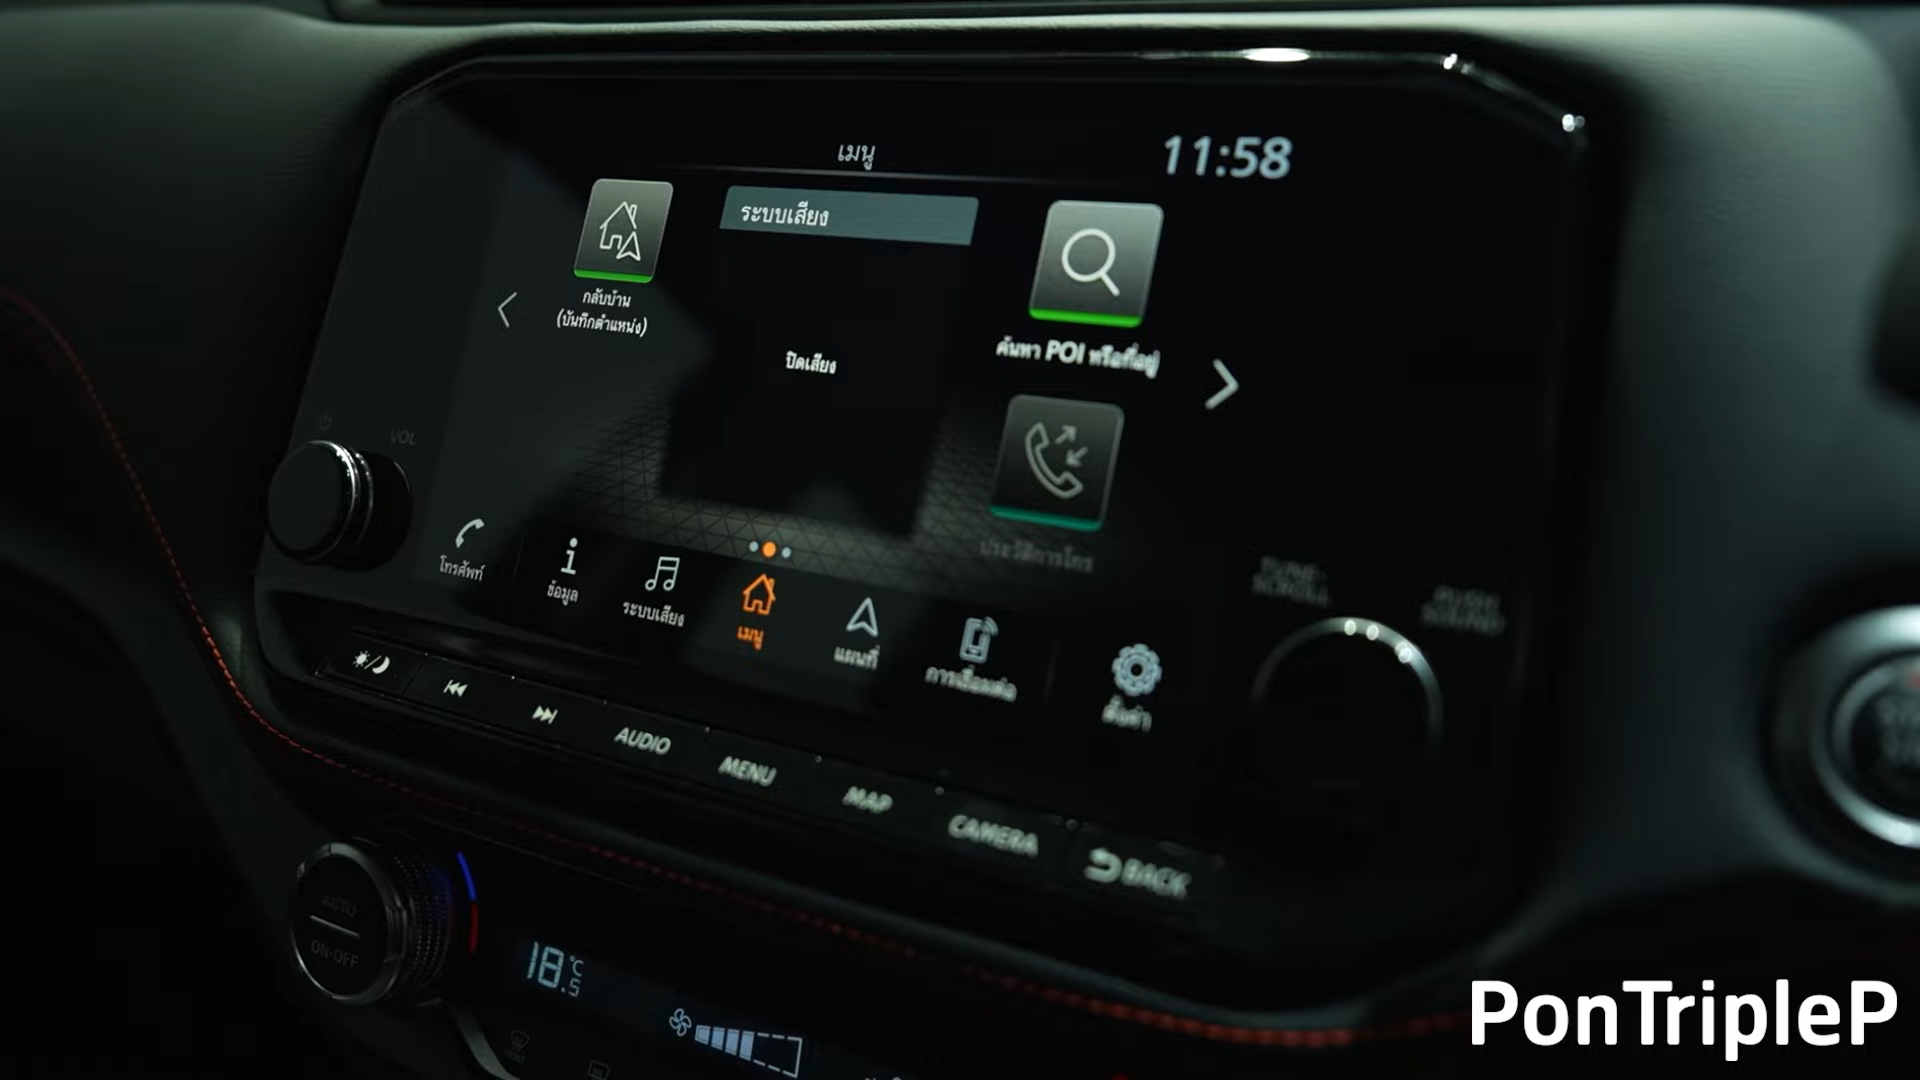 เมนู
11:58
ระบบเสียง
กลับบ้าน
(บันทึกตำแหน่ง)
ปิดเสียง
ค้นหา POI หรือที่อยู่
VOL
ประวัติการโทร
โทรศัพท์
ข้อมูล
ระบบเสียง
เมนู
แผนที่
การเชื่อมต่อ
ตั้งค่า
TUNE-
SCROLL
PUSH
SOUND
AUDIO
MENU
MAP
CAMERA
BACK
AUTO
ON·OFF
18.5°C
PonTripleP